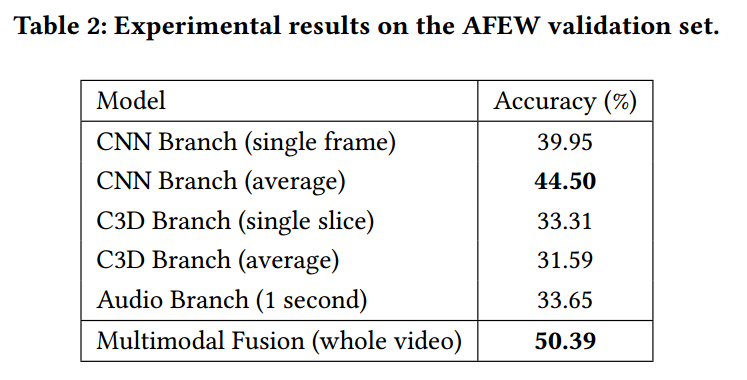 Table 2: Experimental results on the AFEW validation set.
Model Accuracy (%)
CNN Branch (single frame) 39.95
CNN Branch (average) 44.50
C3D Branch (single slice) 33.31
C3D Branch (average) 31.59
Audio Branch (1 second) 33.65
Multimodal Fusion (whole video) 50.39